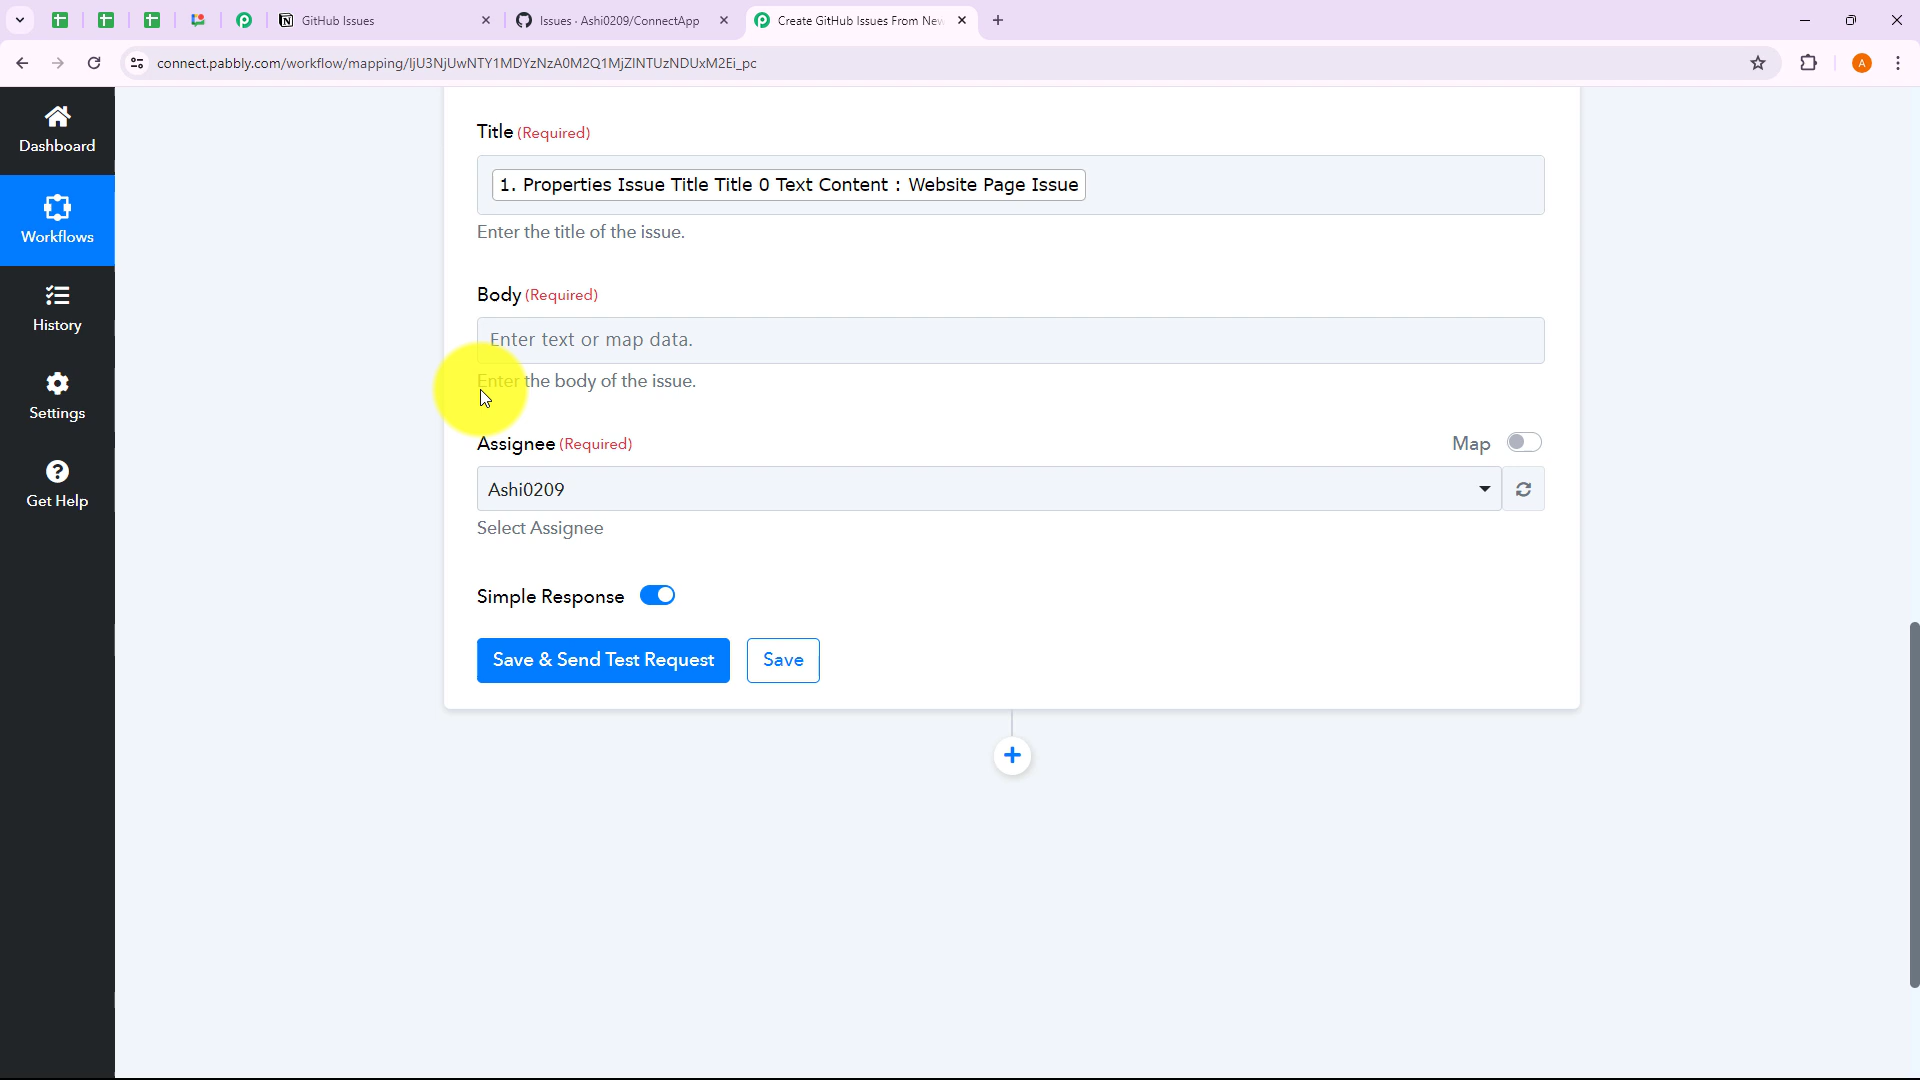 GitHub Issues
Issues · Ashi0209/ConnectApp
Create GitHub Issues From New
connect.pabbly.com/workflow/mapping/IjU3NjUwNTY1MDYzNzA0M2Q1MjZlNTUzNDUxM2Ei_pc
A
Dashboard
Workflows
History
Settings
Get Help
Title (Required)
1. Properties Issue Title Title 0 Text Content : Website Page Issue
Enter the title of the issue.
Body (Required)
Enter text or map data.
Enter the body of the issue.
Assignee (Required)
Map
Ashi0209
Select Assignee
Simple Response
Save & Send Test Request
Save